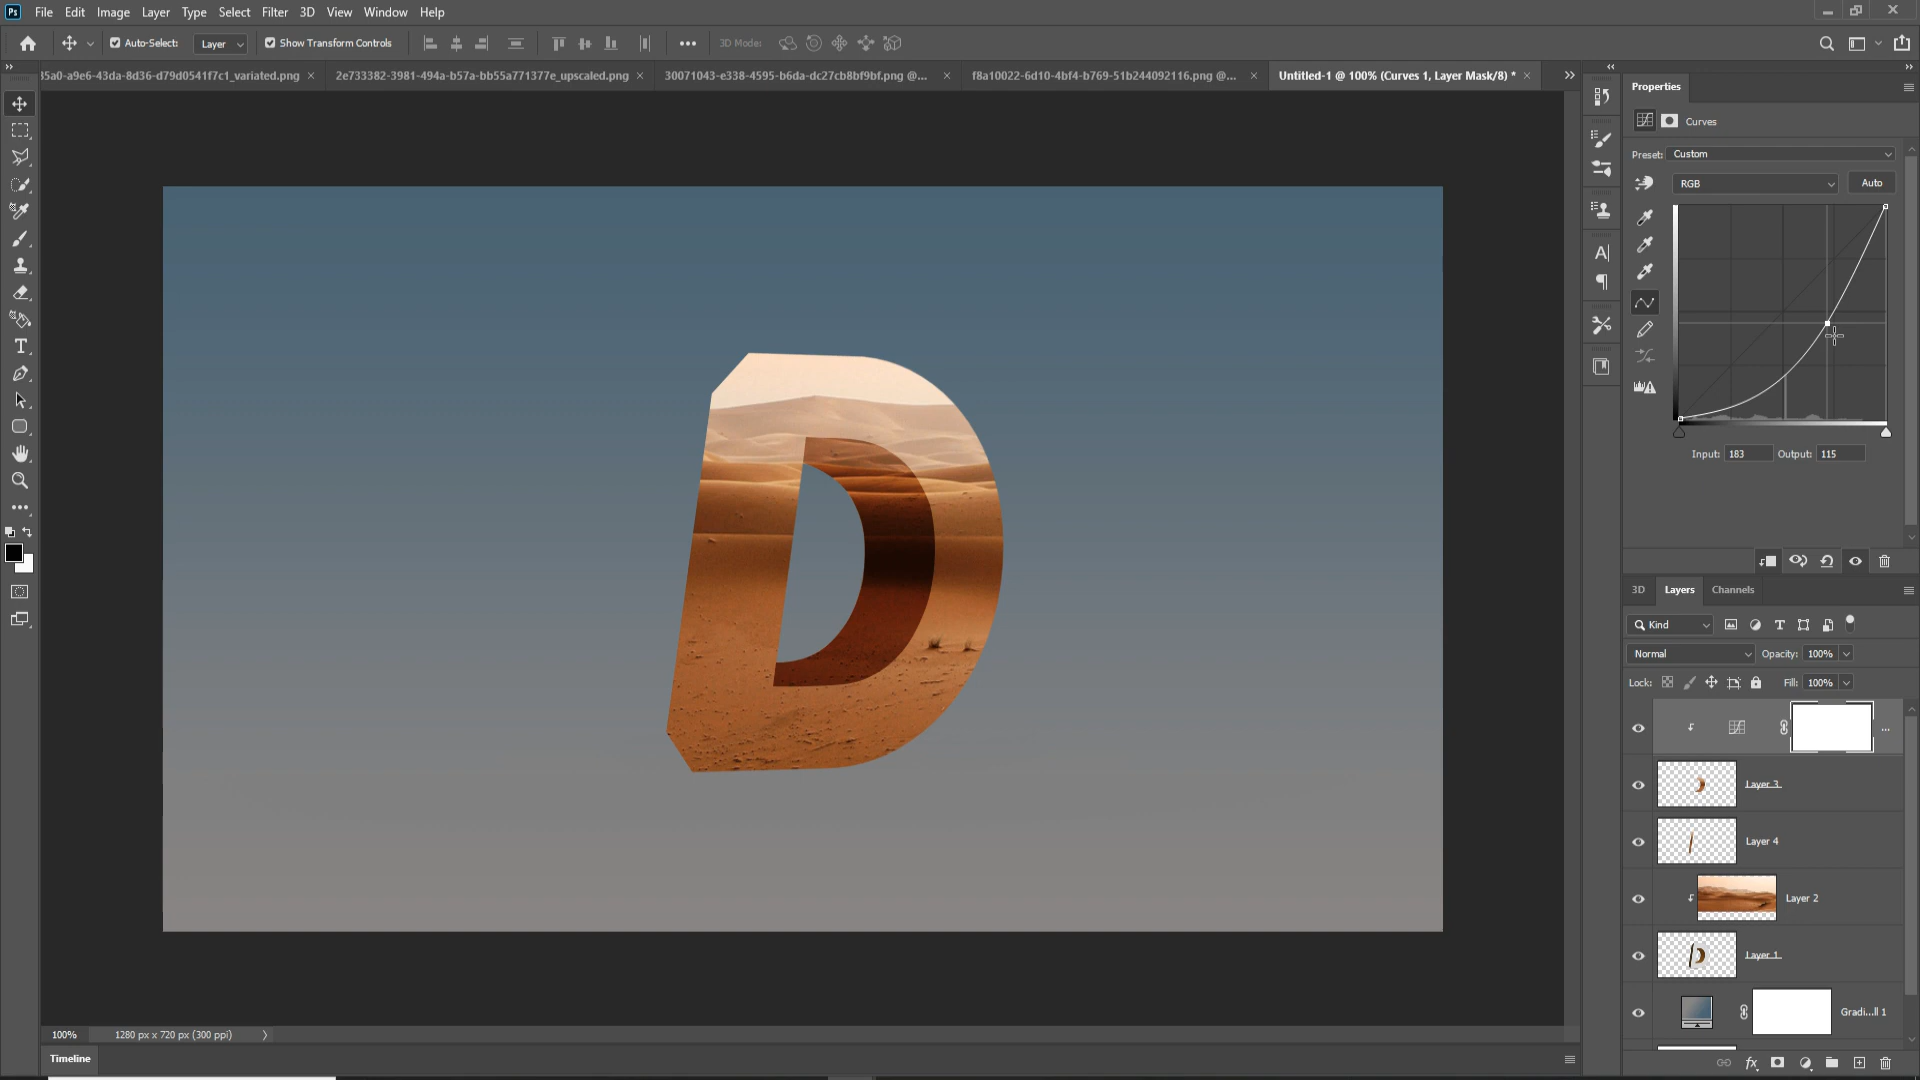 Ps File Edit Image Layer Type Select Filter 3D View Window Help
Auto-Select: Layer Show Transform Controls 3D Mode:
35a0-a9e6-43da-8d36-d79d0541f7c1_variated.png 2e733382-3981-494a-b57a-bb55a771377e_upscaled.png 30071043-e338-4595-b6da-dc27cb8bf9bf.png @... f8a10022-6d10-4bf4-b769-51b244092116.png @... Untitled-1 @ 100% (Curves 1, Layer Mask/8) *
Properties
Curves
Preset: Custom
RGB Auto
Input: 183 Output: 115
3D Layers Channels
Kind
Normal Opacity: 100%
Lock: Fill: 100%
...
Layer 3
Layer 4
Layer 2
Layer 1
Gradi...ll 1
D
100% 1280 px x 720 px (300 ppi)
Timeline